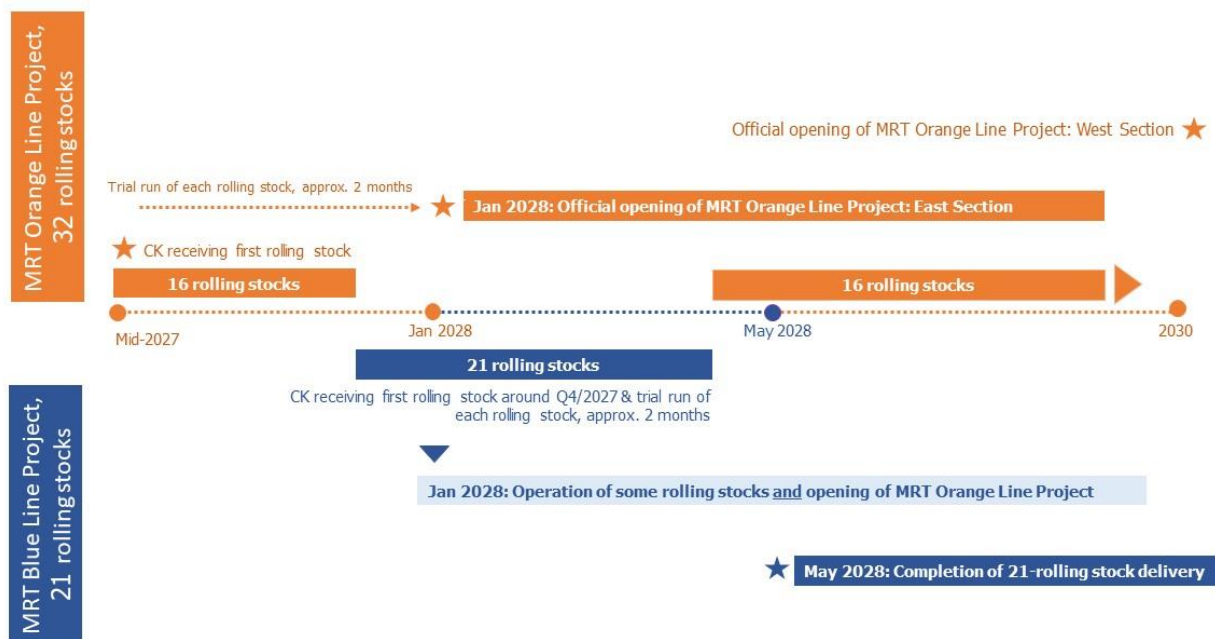 MRT Orange Line Project,
32 rolling stocks
Official opening of MRT Orange Line Project: West Section
Trial run of each rolling stock, approx. 2 months
Jan 2028: Official opening of MRT Orange Line Project: East Section
CK receiving first rolling stock
16 rolling stocks
16 rolling stocks
Mid-2027
Jan 2028
May 2028
2030
MRT Blue Line Project,
21 rolling stocks
21 rolling stocks
CK receiving first rolling stock around Q4/2027 & trial run of
each rolling stock, approx. 2 months
Jan 2028: Operation of some rolling stocks and opening of MRT Orange Line Project
May 2028: Completion of 21-rolling stock delivery